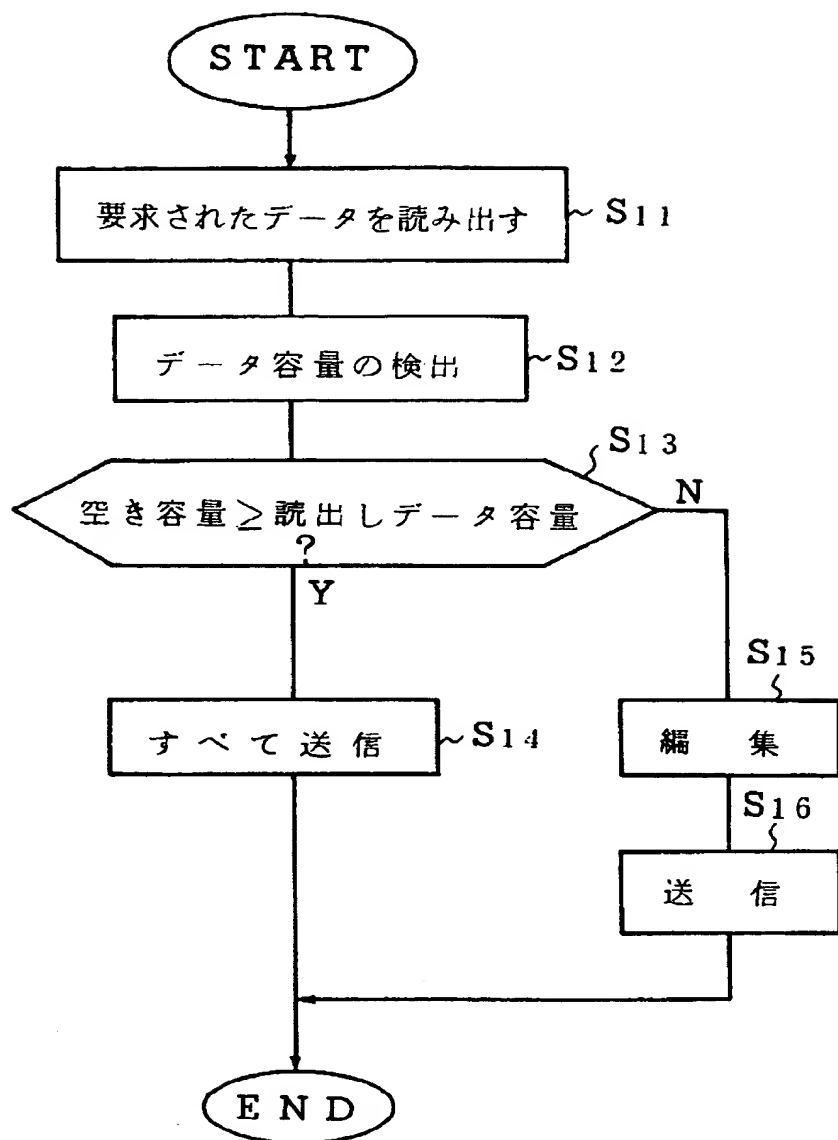 START
要求されたデータを読み出す
S11
データ容量の検出
S12
S13
空き容量≧読出しデータ容量
?
N
Y
すべて送信
S14
S15
編集
S16
送信
END